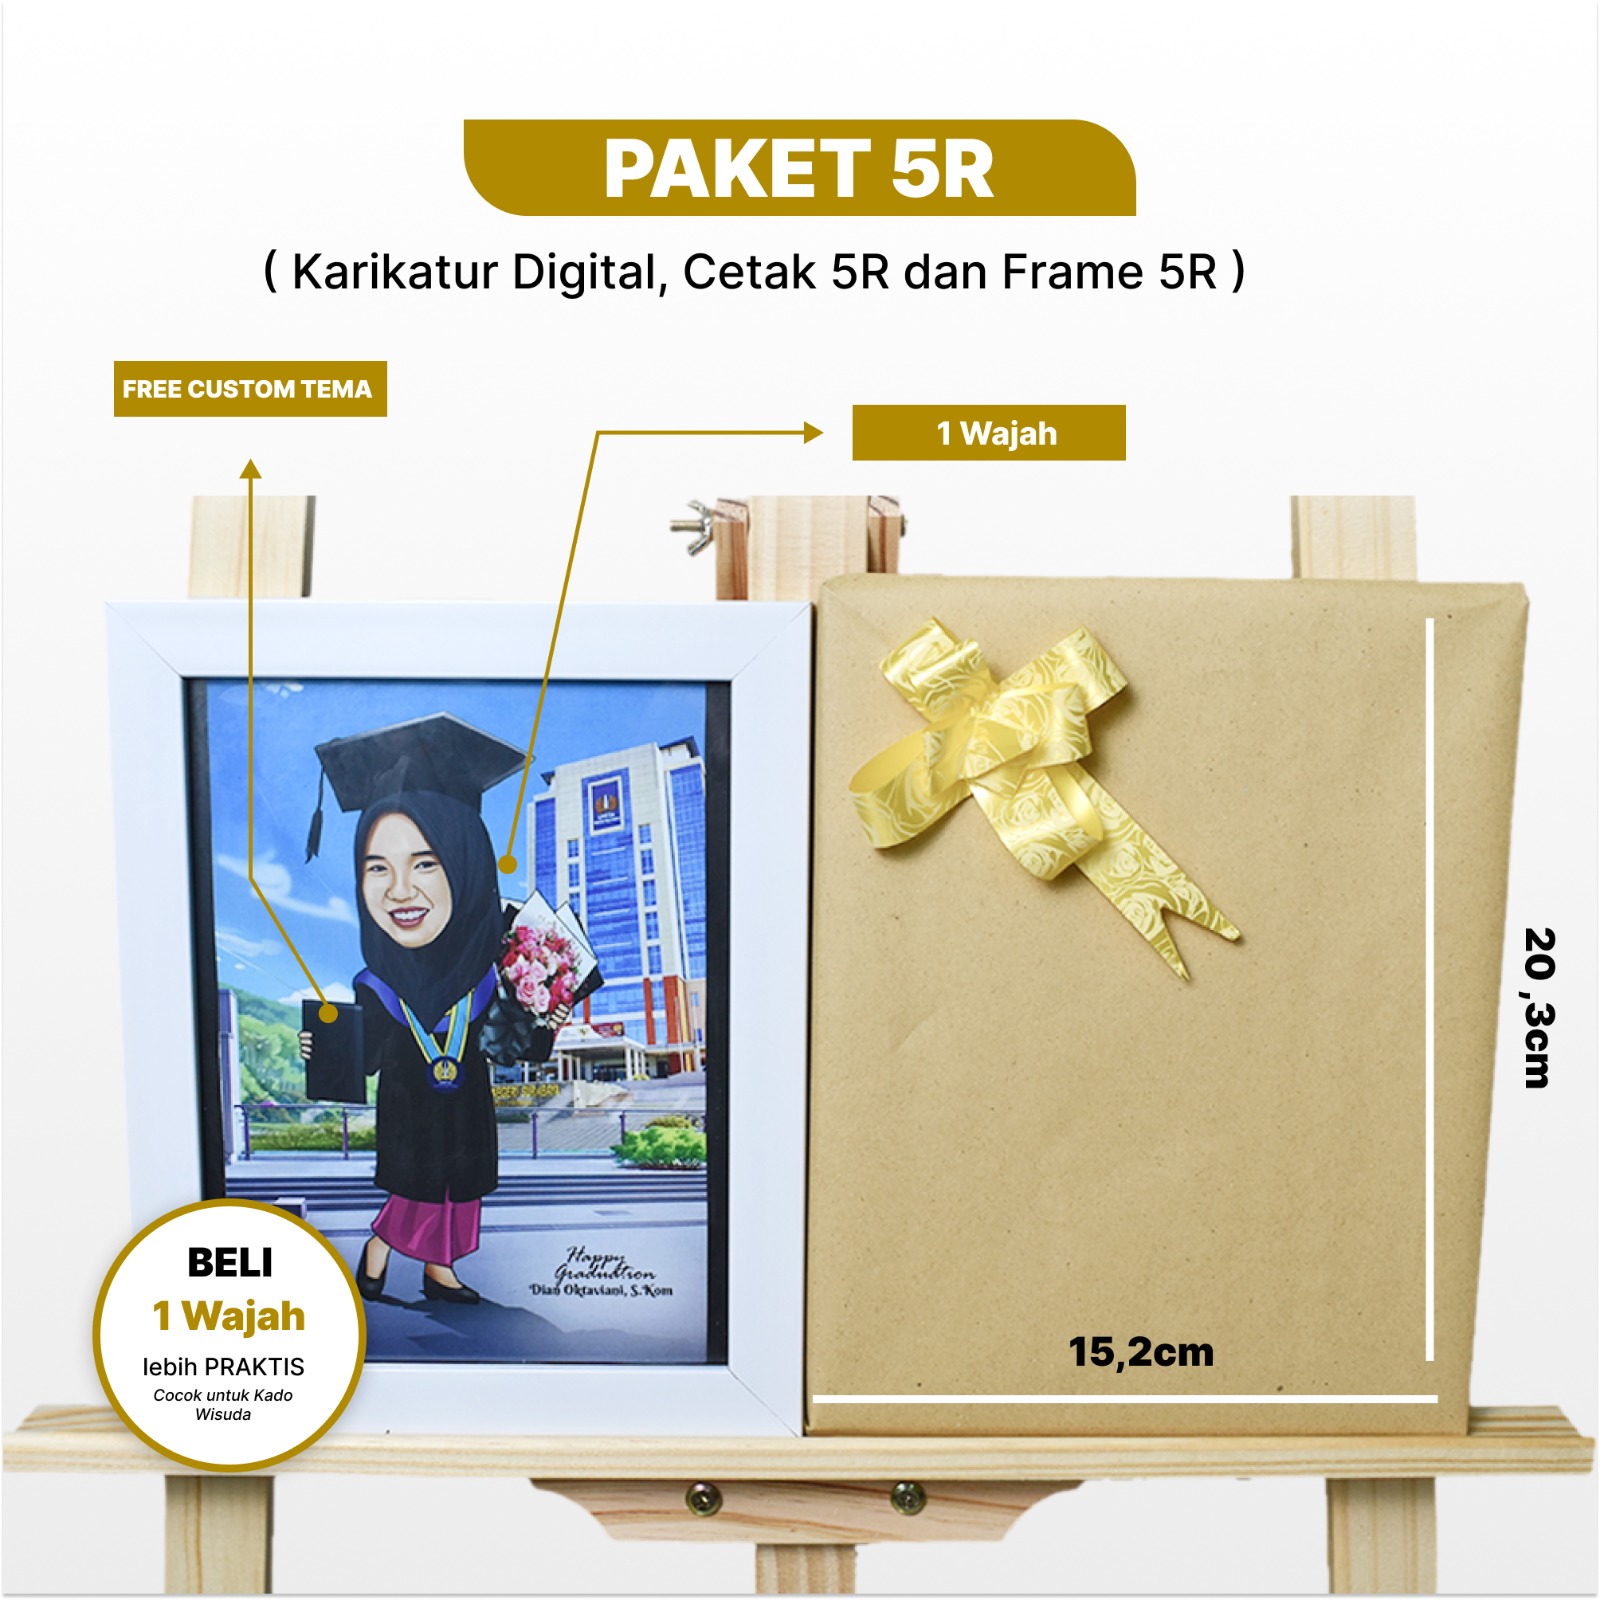 PAKET 5R
( Karikatur Digital, Cetak 5R dan Frame 5R )
FREE CUSTOM TEMA
1 Wajah
20 ,3cm
15,2cm
Happy
Graduation
Dian Oktaviani, S.Kom
BELI
1 Wajah
lebih PRAKTIS
Cocok untuk Kado
Wisuda